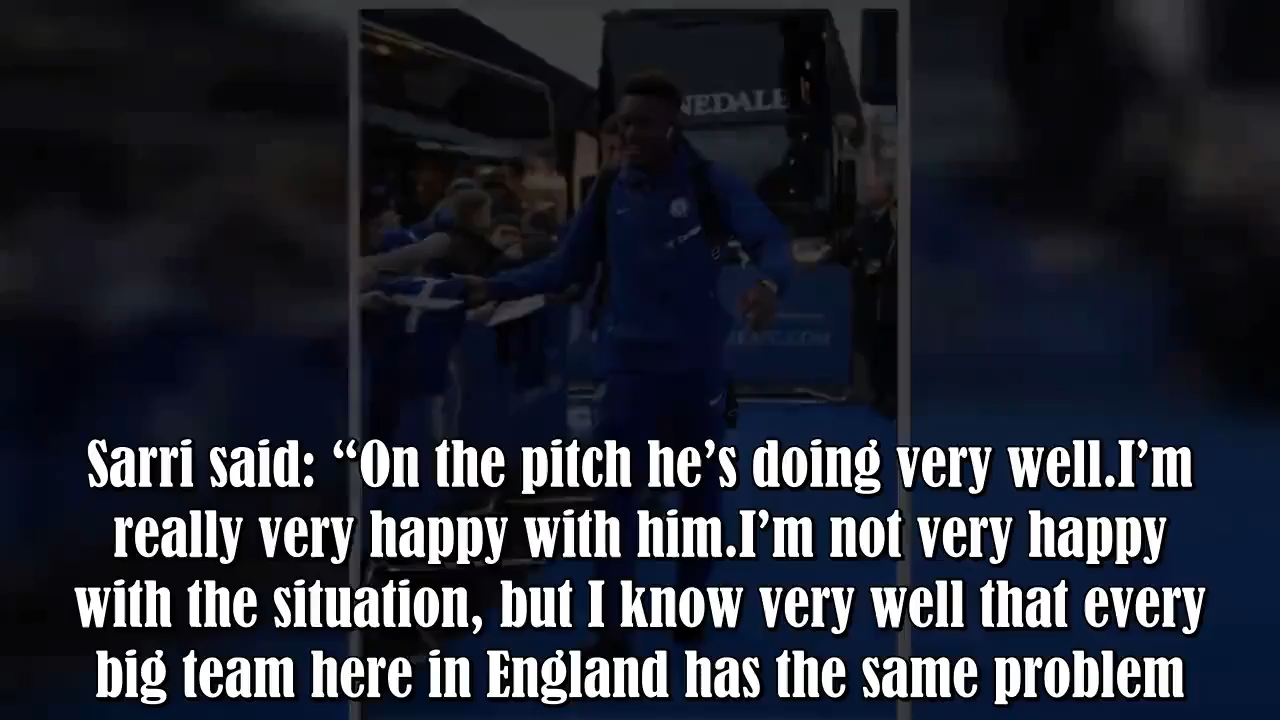 NEDALE
Sarri said: “On the pitch he’s doing very well.I’m
really very happy with him.I’m not very happy
with the situation, but I know very well that every
big team here in England has the same problem